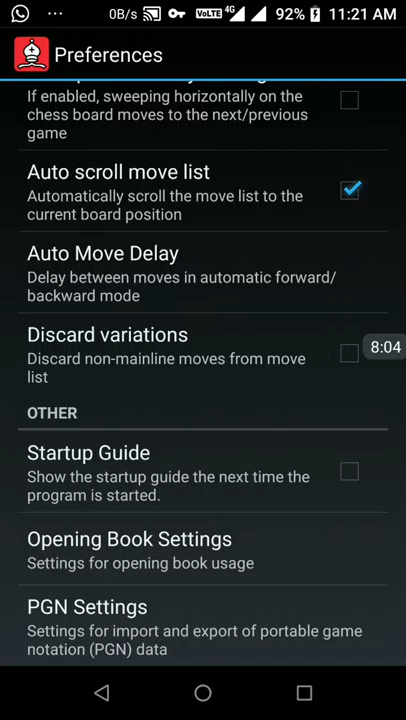 0B/s VoLTE 4G 92% 11:21 AM
Preferences
If enabled, sweeping horizontally on the
chess board moves to the next/previous
game
Auto scroll move list
Automatically scroll the move list to the
current board position
Auto Move Delay
Delay between moves in automatic forward/
backward mode
Discard variations
8:04
Discard non-mainline moves from move
list
OTHER
Startup Guide
Show the startup guide the next time the
program is started.
Opening Book Settings
Settings for opening book usage
PGN Settings
Settings for import and export of portable game
notation (PGN) data